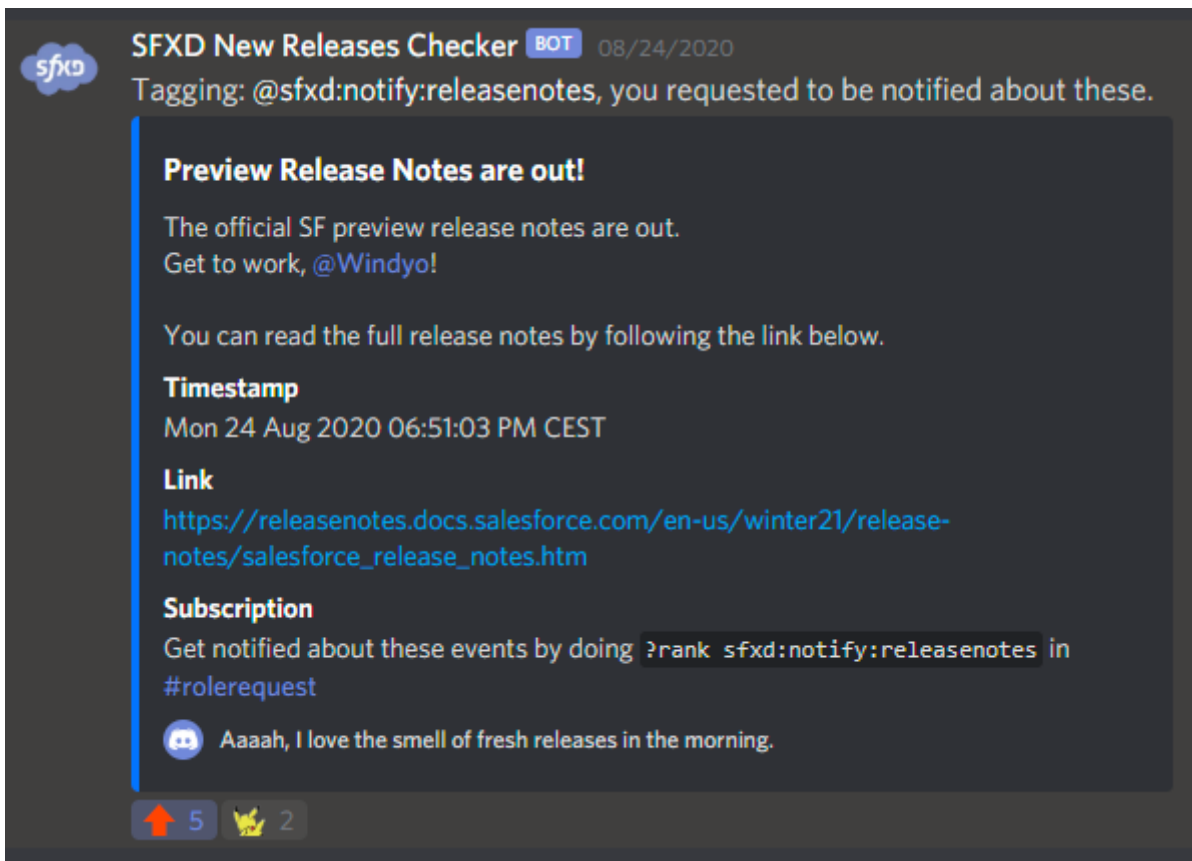 sfxd
SFXD New Releases Checker BOT 08/24/2020
Tagging: @sfxd:notify:releasenotes, you requested to be notified about these.
Preview Release Notes are out!
The official SF preview release notes are out.
Get to work, @Windyo!
You can read the full release notes by following the link below.
Timestamp
Mon 24 Aug 2020 06:51:03 PM CEST
Link
https://releasenotes.docs.salesforce.com/en-us/winter21/release-
notes/salesforce_release_notes.htm
Subscription
Get notified about these events by doing ?rank sfxd:notify:releasenotes in
#rolerequest
Aaaah, I love the smell of fresh releases in the morning.
5 2